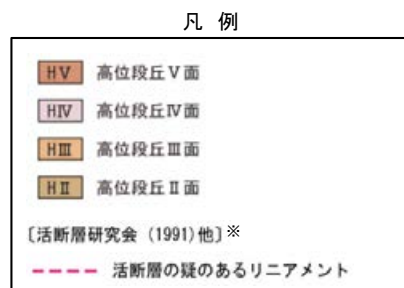 凡 例
HⅤ 高位段丘Ⅴ面
HⅣ 高位段丘Ⅳ面
HⅢ 高位段丘Ⅲ面
HⅡ 高位段丘Ⅱ面
〔活断層研究会 (1991)他〕※
活断層の疑のあるリニアメント